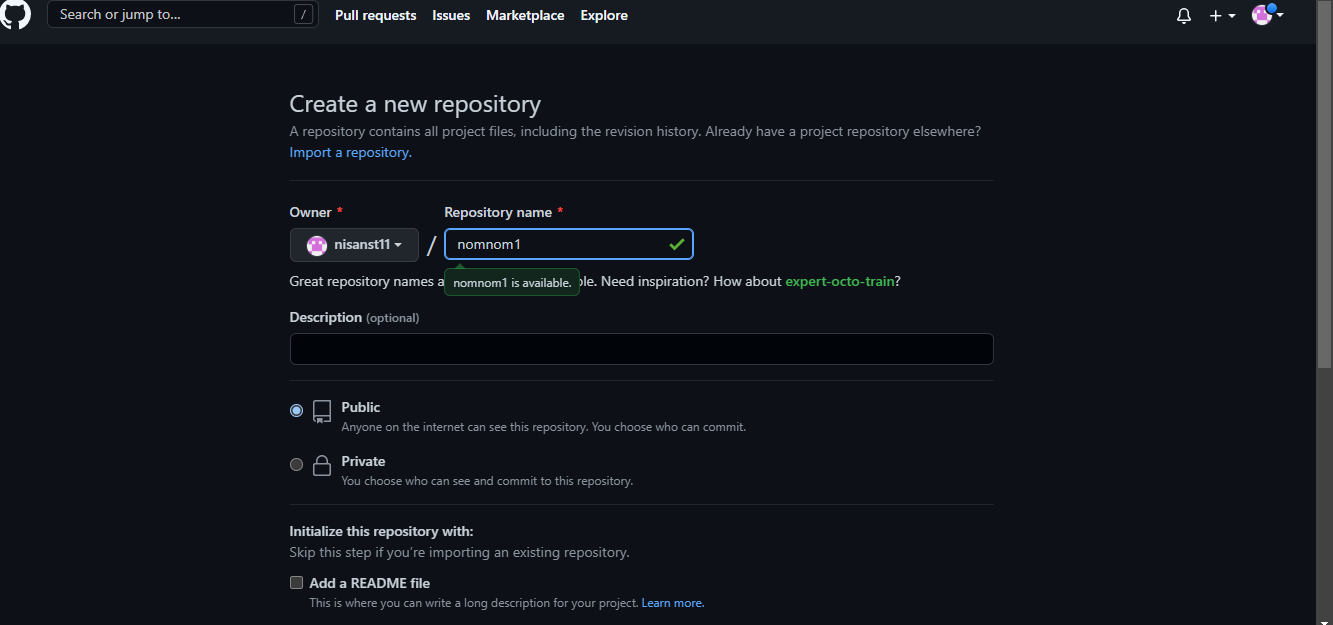 Search or jump to... /
Pull requests Issues Marketplace Explore
Create a new repository
A repository contains all project files, including the revision history. Already have a project repository elsewhere?
Import a repository.
Owner * Repository name *
nisanst11 / nomnom1
Great repository names a
nomnom1 is available.
ble. Need inspiration? How about expert-octo-train?
Description (optional)
Public
Anyone on the internet can see this repository. You choose who can commit.
Private
You choose who can see and commit to this repository.
Initialize this repository with:
Skip this step if you're importing an existing repository.
Add a README file
This is where you can write a long description for your project. Learn more.